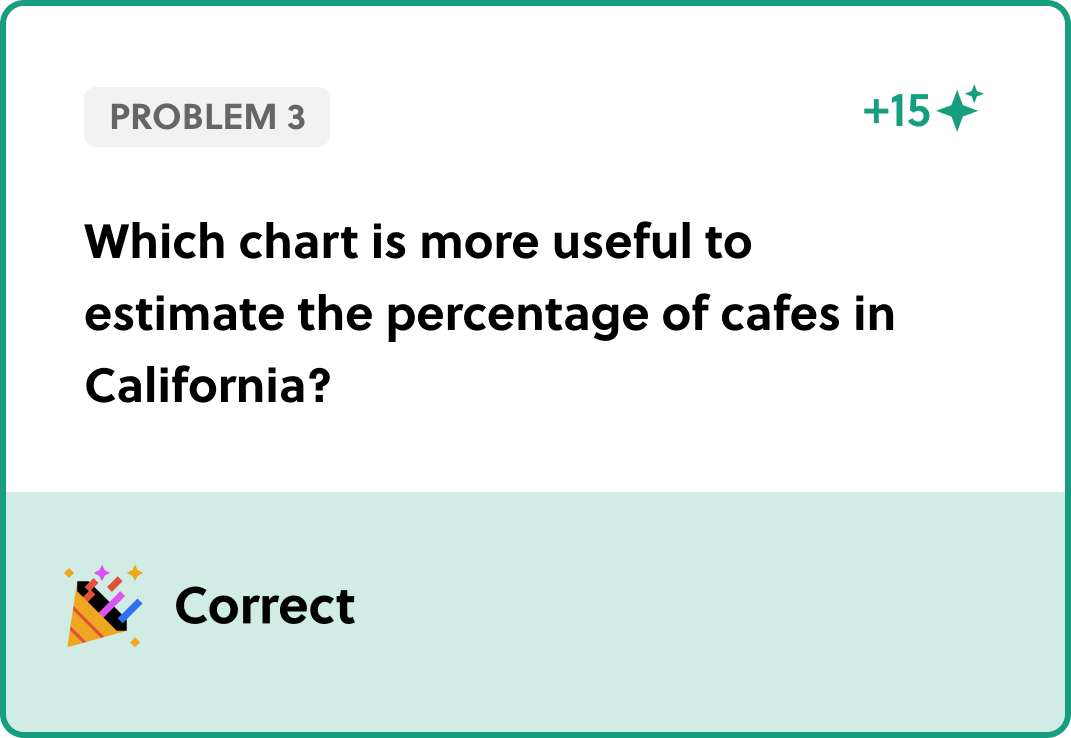 PROBLEM 3
+15
Which chart is more useful to
estimate the percentage of cafes in
California?
Correct